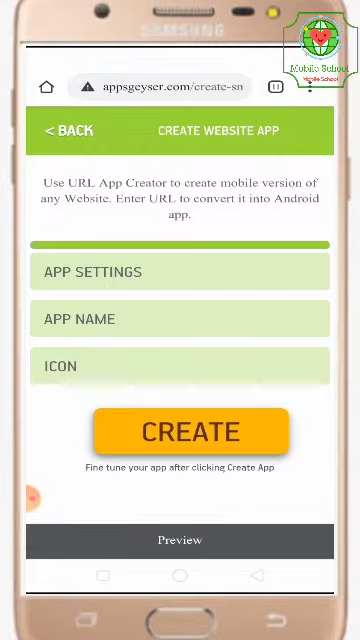 SAMSUNG
Mobile School
Mobile School
appsgeyser.com/create-sn
< BACK
CREATE WEBSITE APP
Use URL App Creator to create mobile version of
any Website. Enter URL to convert it into Android
app.
APP SETTINGS
APP NAME
ICON
CREATE
Fine tune your app after clicking Create App
Preview